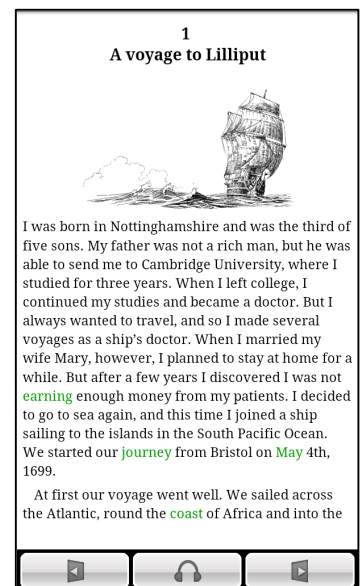 1
A voyage to Lilliput
I was born in Nottinghamshire and was the third of
five sons. My father was not a rich man, but he was
able to send me to Cambridge University, where I
studied for three years. When I left college, I
continued my studies and became a doctor. But I
always wanted to travel, and so I made several
voyages as a ship's doctor. When I married my
wife Mary, however, I planned to stay at home for a
while. But after a few years I discovered I was not
earning enough money from my patients. I decided
to go to sea again, and this time I joined a ship
sailing to the islands in the South Pacific Ocean.
We started our journey from Bristol on May 4th,
1699.
At first our voyage went well. We sailed across
the Atlantic, round the coast of Africa and into the